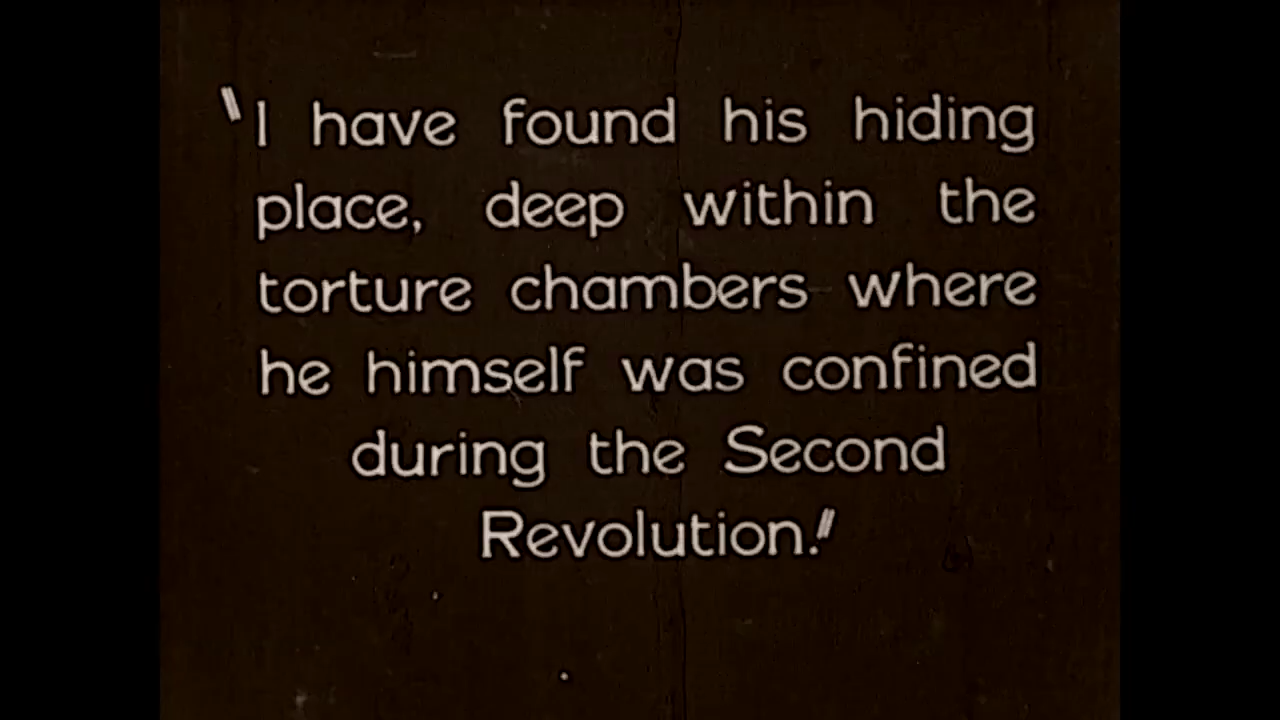 "I have found his hiding
place, deep within the
torture chambers where
he himself was confined
during the Second
Revolution."